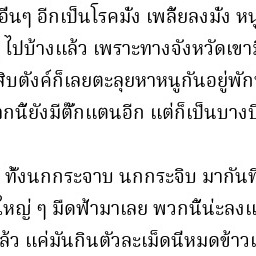 อื่นๆ อีกเป็นโรคมั่ง เพลี้ยลงมั่ง หนู
ไปบ้างแล้ว เพราะทางจังหวัดเขาม
สิบตังค์ก็เลยตะลุยหาหนูกันอยู่พัก
กนี้ยังมีตั๊กแตนอีก แต่ก็เป็นบางปี
ทั้งนกกระจาบ นกกระจิบ มากันที
ใหญ่ ๆ มืดฟ้ามาเลย พวกนี้น่ะลงแ
ล้ว แค่มันกินตัวละเม็ดนี่หมดข้าวเ